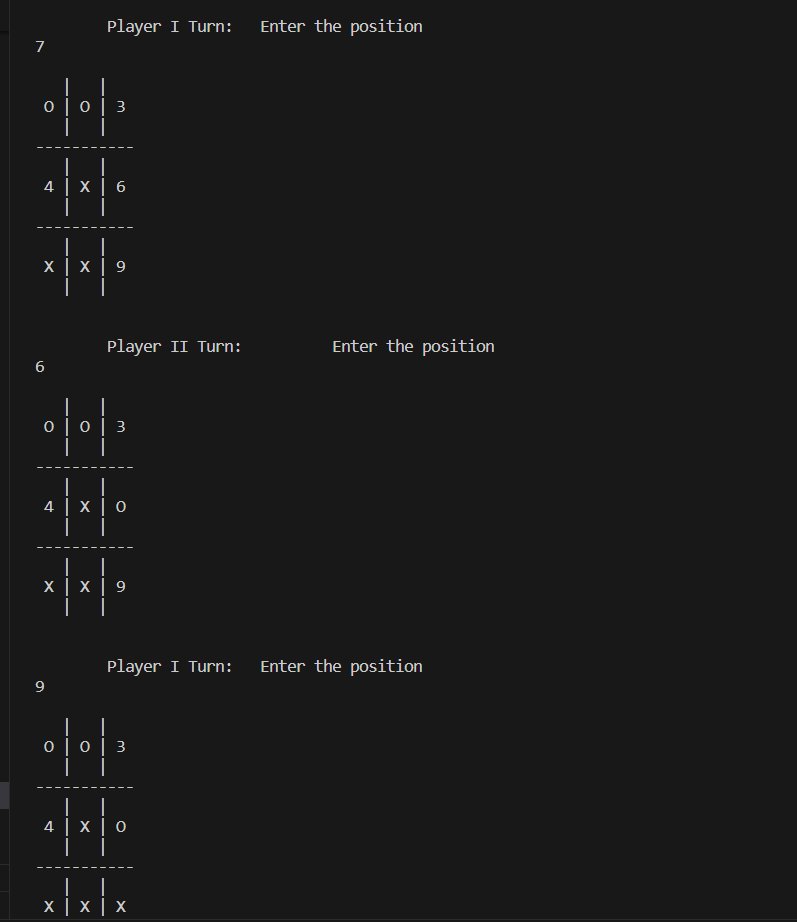 Player I Turn:   Enter the position
7
   |   |
 O | O | 3
   |   |
-----------
   |   |
 4 | X | 6
   |   |
-----------
   |   |
 X | X | 9
   |   |
Player II Turn:          Enter the position
6
   |   |
 O | O | 3
   |   |
-----------
   |   |
 4 | X | O
   |   |
-----------
   |   |
 X | X | 9
   |   |
Player I Turn:   Enter the position
9
   |   |
 O | O | 3
   |   |
-----------
   |   |
 4 | X | O
   |   |
-----------
   |   |
 X | X | X